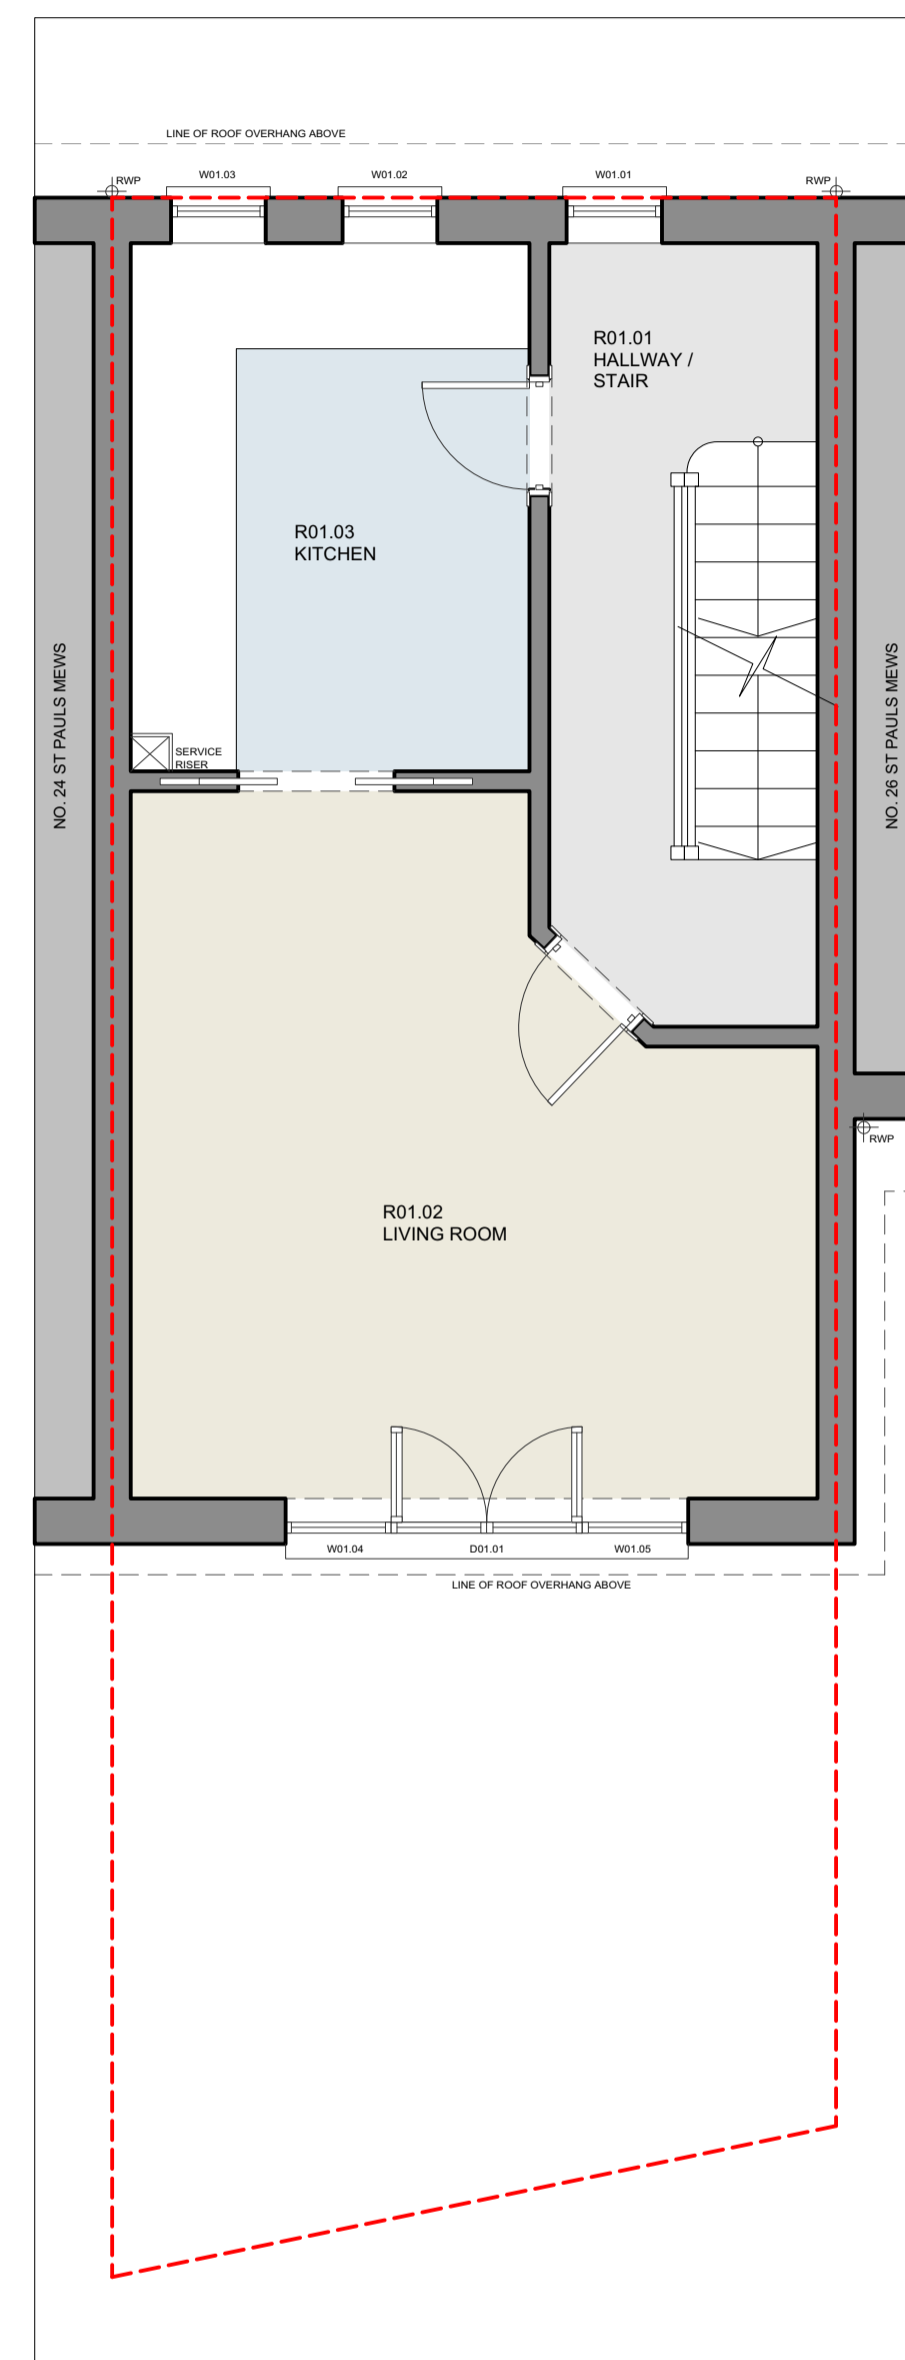 LINE OF ROOF OVERHANG ABOVE
RWP
W01.03
W01.02
W01.01
RWP
R01.01
HALLWAY /
STAIR
R01.03
KITCHEN
NO. 24 ST PAULS MEWS
NO. 26 ST PAULS MEWS
SERVICE
RISER
RWP
R01.02
LIVING ROOM
W01.04
D01.01
W01.05
LINE OF ROOF OVERHANG ABOVE